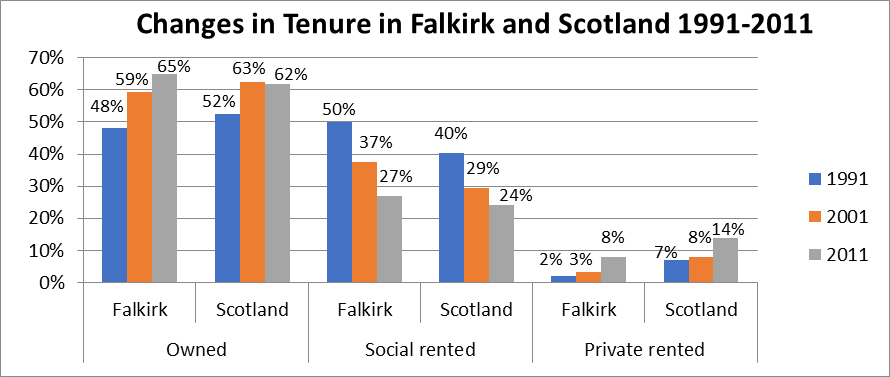 Changes in Tenure in Falkirk and Scotland 1991-2011
70%
60%
50%
40%
30%
20%
10%
0%
48% 59% 65%
52% 63% 62%
50% 37% 27%
40% 29% 24%
2% 3% 8%
7% 8% 14%
Falkirk Scotland Falkirk Scotland Falkirk Scotland
Owned Social rented Private rented
1991
2001
2011